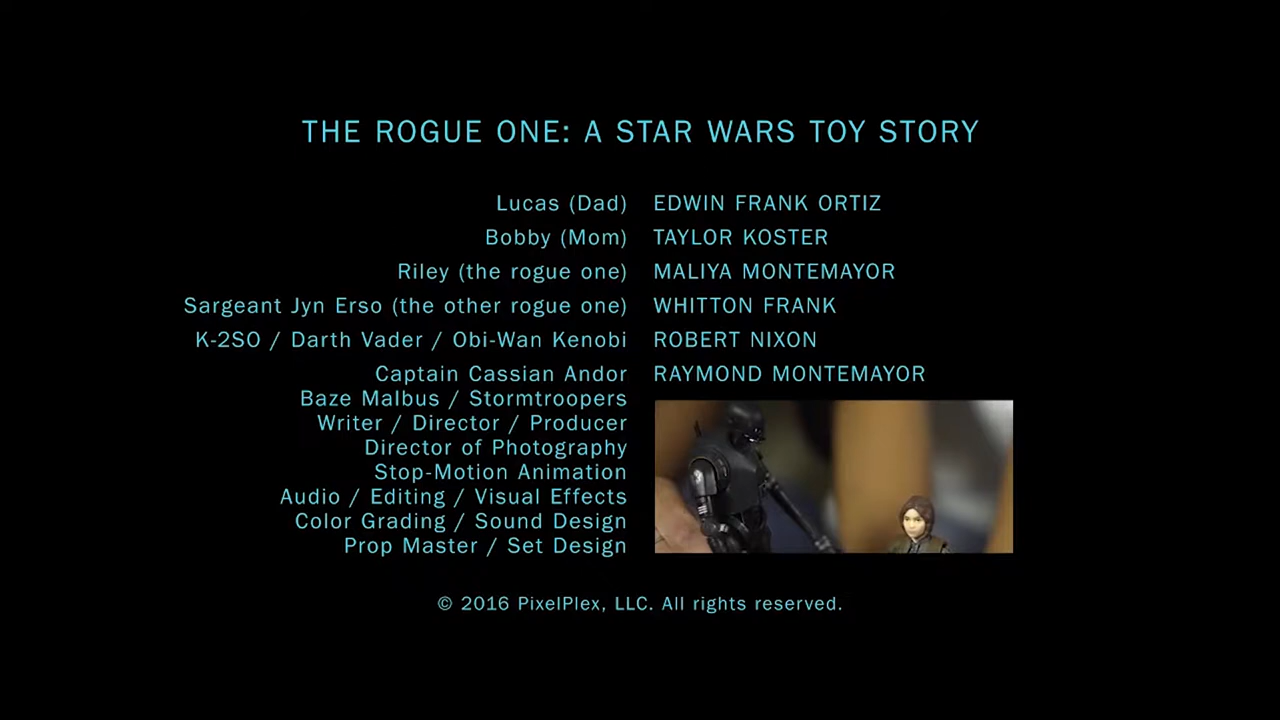 THE ROGUE ONE: A STAR WARS TOY STORY
Lucas (Dad) EDWIN FRANK ORTIZ
Bobby (Mom) TAYLOR KOSTER
Riley (the rogue one) MALIYA MONTEMAYOR
Sargeant Jyn Erso (the other rogue one) WHITTON FRANK
K-2SO / Darth Vader / Obi-Wan Kenobi ROBERT NIXON
Captain Cassian Andor RAYMOND MONTEMAYOR
Baze Malbus / Stormtroopers
Writer / Director / Producer
Director of Photography
Stop-Motion Animation
Audio / Editing / Visual Effects
Color Grading / Sound Design
Prop Master / Set Design
© 2016 PixelPlex, LLC. All rights reserved.